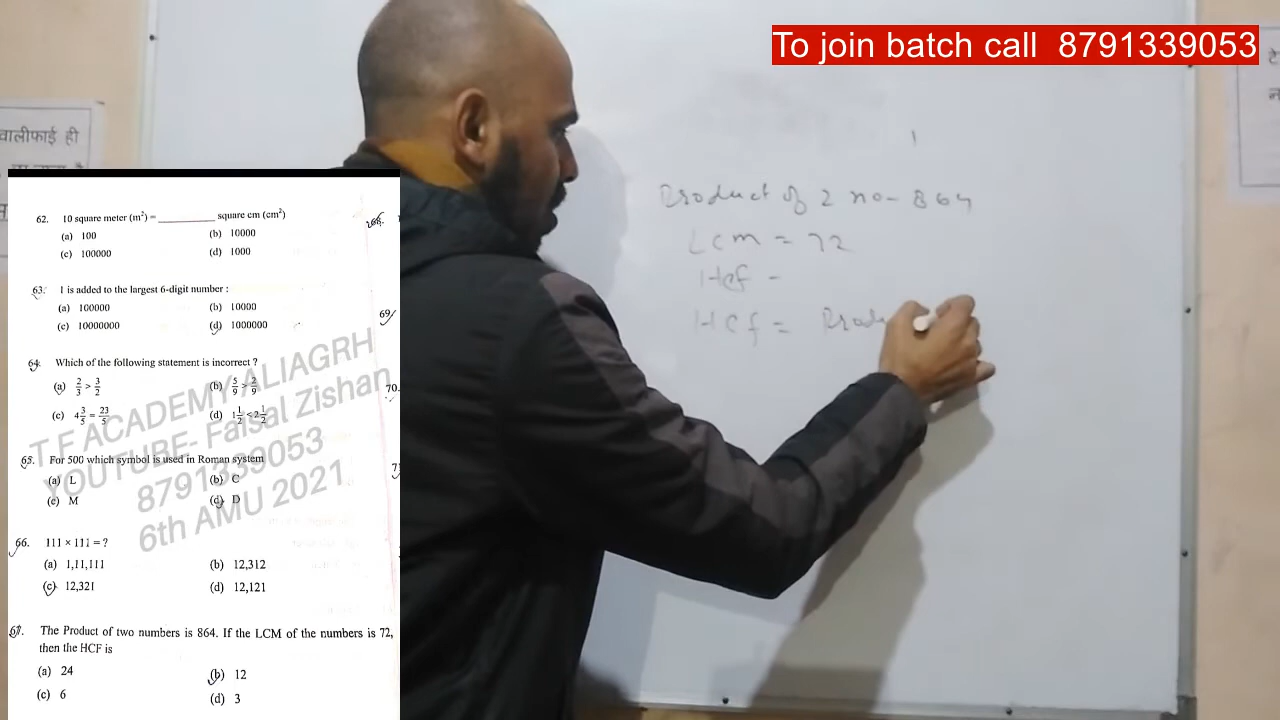 To join batch call 8791339053
वालीफाई ही
Product of 2 no- 864
Lcm = 72
Hcf -
Hcf = Produ
62. 10 square meter (m²) = ________ square cm (cm²)
(a) 100 (b) 10000
(c) 100000 (d) 1000
63. 1 is added to the largest 6-digit number :
(a) 100000 (b) 10000
(c) 10000000 (d) 1000000
64. Which of the following statement is incorrect ?
(a) 2/3 > 3/2 (b) 5/9 > 2/9
(c) 4 3/5 = 23/5 (d) 1 1/2 < 2 1/2
65. For 500 which symbol is used in Roman system
(a) L (b) C
(c) M (d) D
66. 111 × 111 = ?
(a) 1,11,111 (b) 12,312
(c) 12,321 (d) 12,121
67. The Product of two numbers is 864. If the LCM of the numbers is 72,
then the HCF is
(a) 24 (b) 12
(c) 6 (d) 3
69
70.
T.F ACADEMY ALIAGRH
YOUTUBE- Faisal Zishan
8791339053
6th AMU 2021